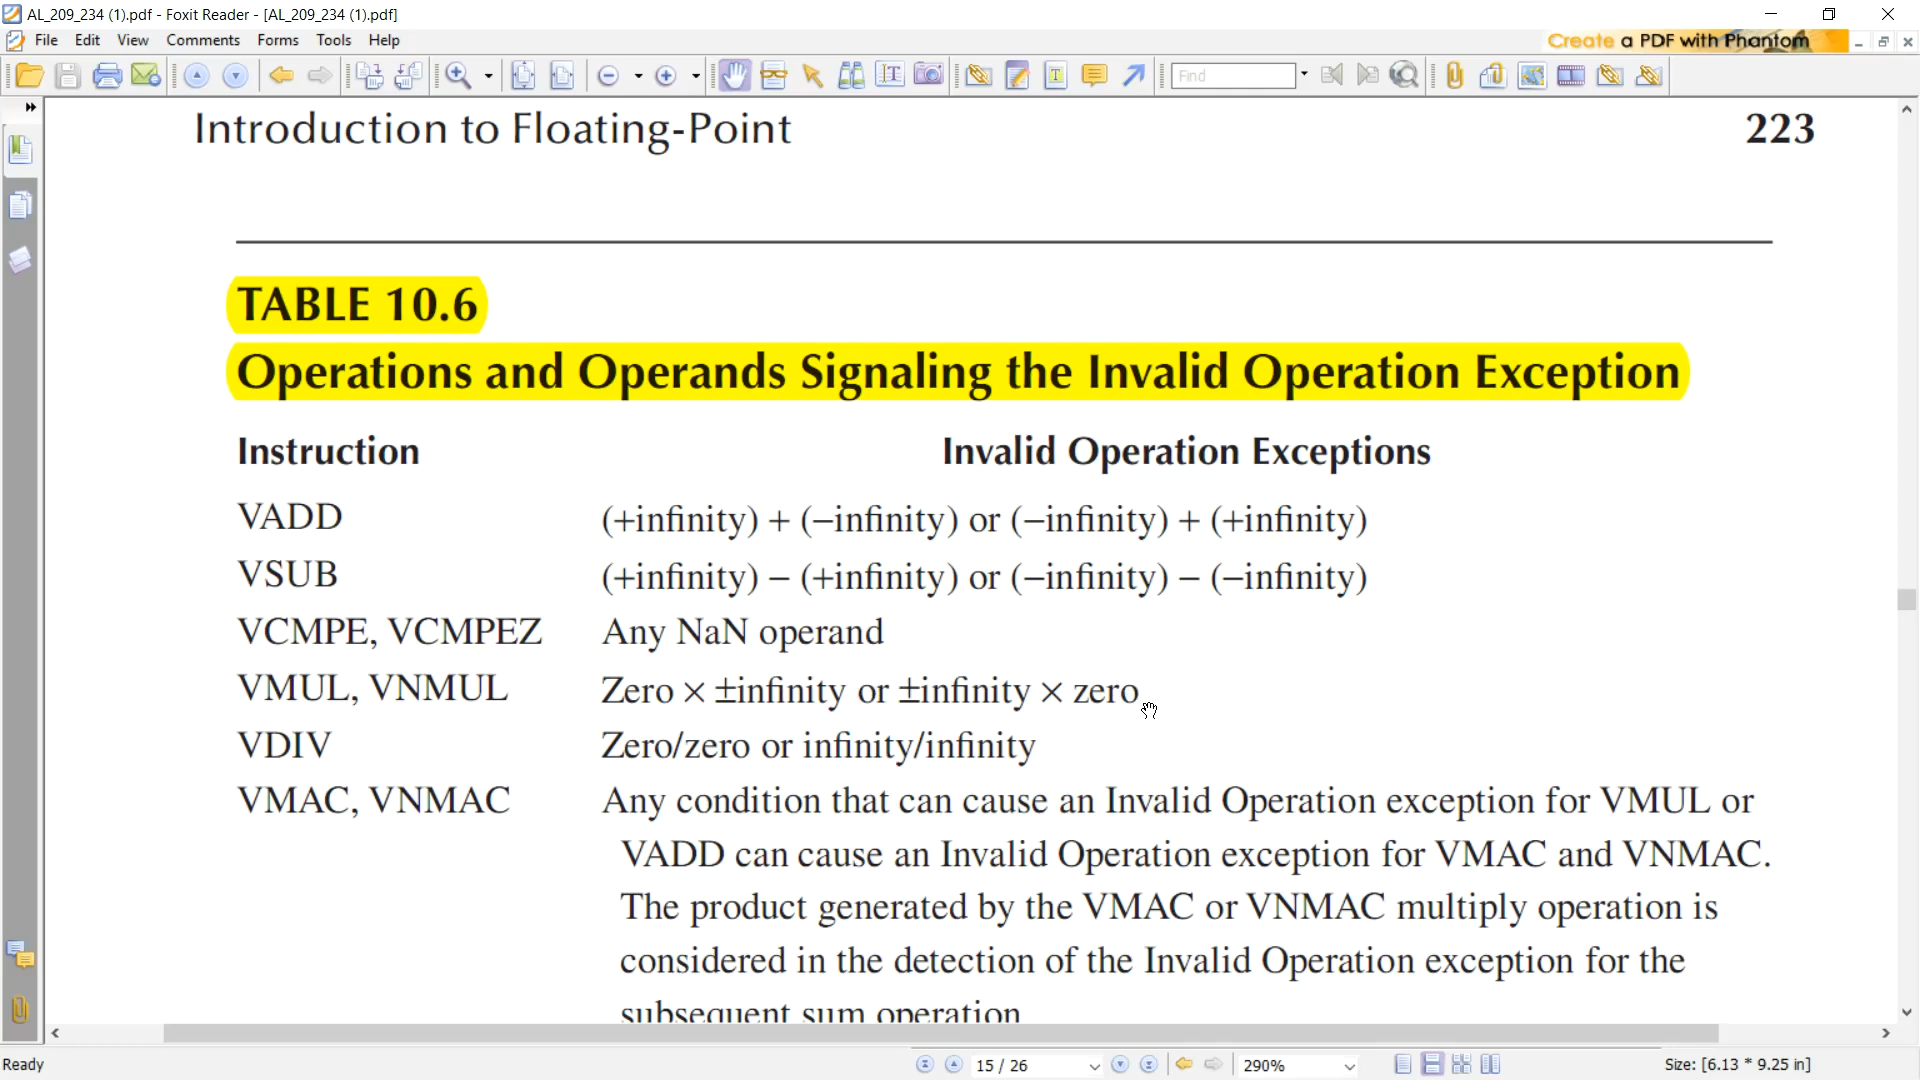 AL_209_234 (1).pdf - Foxit Reader - [AL_209_234 (1).pdf]
File Edit View Comments Forms Tools Help
Create a PDF with Phantom
Find
Introduction to Floating-Point 223
TABLE 10.6
Operations and Operands Signaling the Invalid Operation Exception
Instruction Invalid Operation Exceptions
VADD (+infinity) + (−infinity) or (−infinity) + (+infinity)
VSUB (+infinity) − (+infinity) or (−infinity) − (−infinity)
VCMPE, VCMPEZ Any NaN operand
VMUL, VNMUL Zero × ±infinity or ±infinity × zero
VDIV Zero/zero or infinity/infinity
VMAC, VNMAC Any condition that can cause an Invalid Operation exception for VMUL or
VADD can cause an Invalid Operation exception for VMAC and VNMAC.
The product generated by the VMAC or VNMAC multiply operation is
considered in the detection of the Invalid Operation exception for the
subsequent sum operation
Ready 15 / 26 290% Size: [6.13 * 9.25 in]